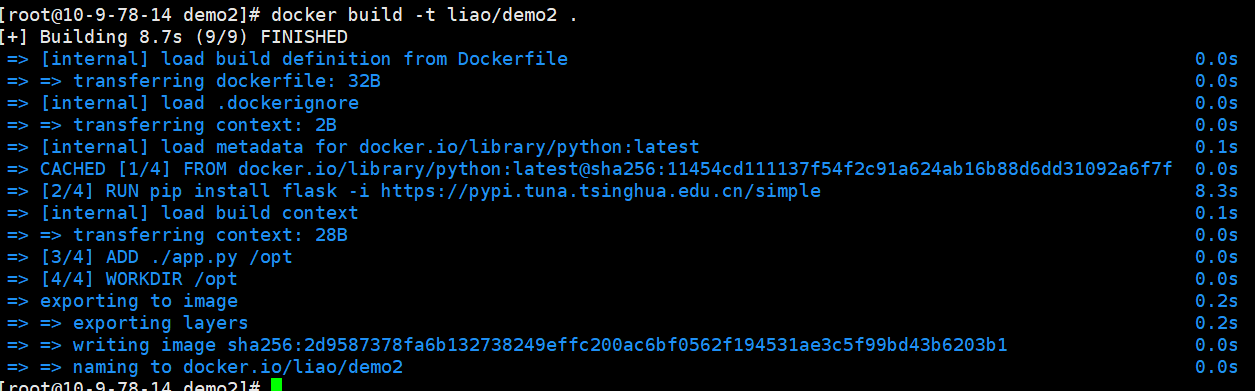 [root@10-9-78-14 demo2]# docker build -t liao/demo2 .
[+] Building 8.7s (9/9) FINISHED
=> [internal] load build definition from Dockerfile 0.0s
=> => transferring dockerfile: 32B 0.0s
=> [internal] load .dockerignore 0.0s
=> => transferring context: 2B 0.0s
=> [internal] load metadata for docker.io/library/python:latest 0.1s
=> CACHED [1/4] FROM docker.io/library/python:latest@sha256:11454cd111137f54f2c91a624ab16b88d6dd31092a6f7f 0.0s
=> [2/4] RUN pip install flask -i https://pypi.tuna.tsinghua.edu.cn/simple 8.3s
=> [internal] load build context 0.1s
=> => transferring context: 28B 0.0s
=> [3/4] ADD ./app.py /opt 0.0s
=> [4/4] WORKDIR /opt 0.0s
=> exporting to image 0.2s
=> => exporting layers 0.2s
=> => writing image sha256:2d9587378fa6b132738249effc200ac6bf0562f194531ae3c5f99bd43b6203b1 0.0s
=> => naming to docker.io/liao/demo2 0.0s
[root@10-9-78-14 demo2]#